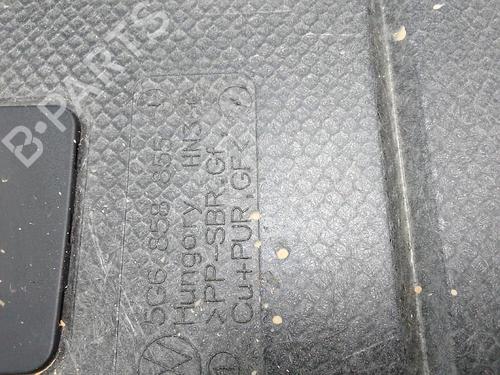 B-PARTS
5G6 858 855 D
Hungary HN3
>PP-SBR,Gf,
Cu+PUR,GF<